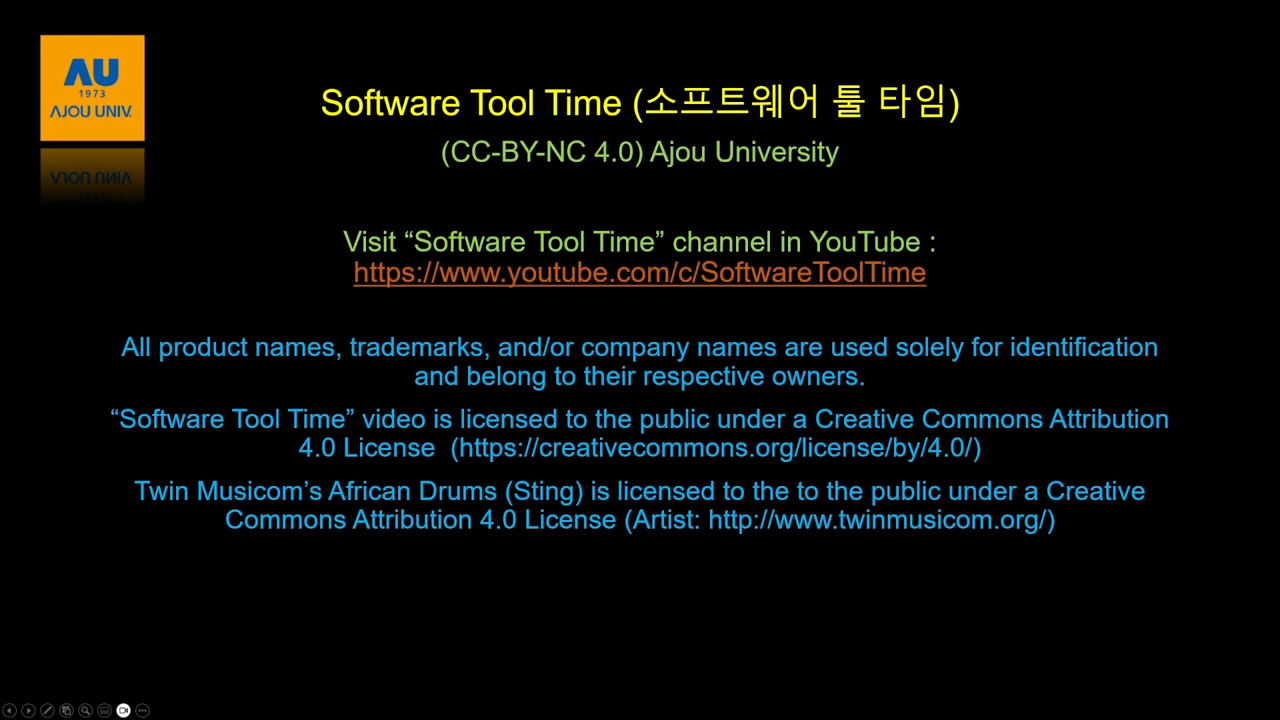 AU
1973
AJOU UNIV.
Software Tool Time (소프트웨어 툴 타임)
(CC-BY-NC 4.0) Ajou University
Visit “Software Tool Time” channel in YouTube :
https://www.youtube.com/c/SoftwareToolTime
All product names, trademarks, and/or company names are used solely for identification
and belong to their respective owners.
“Software Tool Time” video is licensed to the public under a Creative Commons Attribution
4.0 License (https://creativecommons.org/license/by/4.0/)
Twin Musicom’s African Drums (Sting) is licensed to the to the public under a Creative
Commons Attribution 4.0 License (Artist: http://www.twinmusicom.org/)